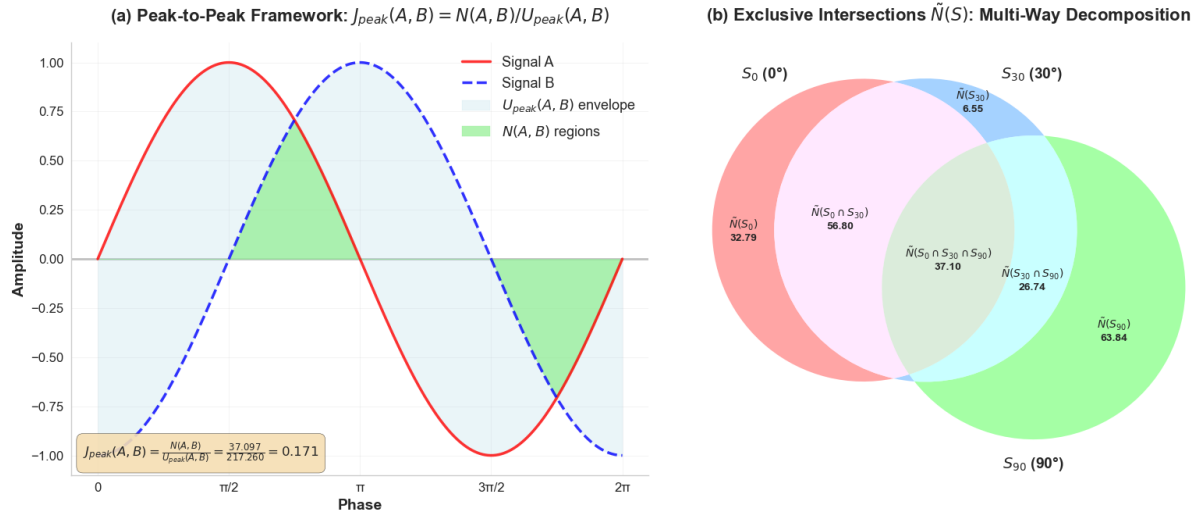 (a) Peak-to-Peak Framework: J_peak(A, B) = N(A, B)/U_peak(A, B)
1.00
0.75
0.50
0.25
0.00
−0.25
−0.50
−0.75
−1.00
Amplitude
Signal A
Signal B
U_peak(A, B) envelope
N(A, B) regions
J_peak(A, B) = N(A, B)/U_peak(A, B) = 37.097/217.260 = 0.171
0
π/2
π
3π/2
2π
Phase
(b) Exclusive Intersections Ñ(S): Multi-Way Decomposition
S_0 (0°)
S_30 (30°)
Ñ(S_30)
6.55
Ñ(S_0)
32.79
Ñ(S_0 ∩ S_30)
56.80
Ñ(S_0 ∩ S_30 ∩ S_90)
37.10
Ñ(S_30 ∩ S_90)
26.74
Ñ(S_90)
63.84
S_90 (90°)